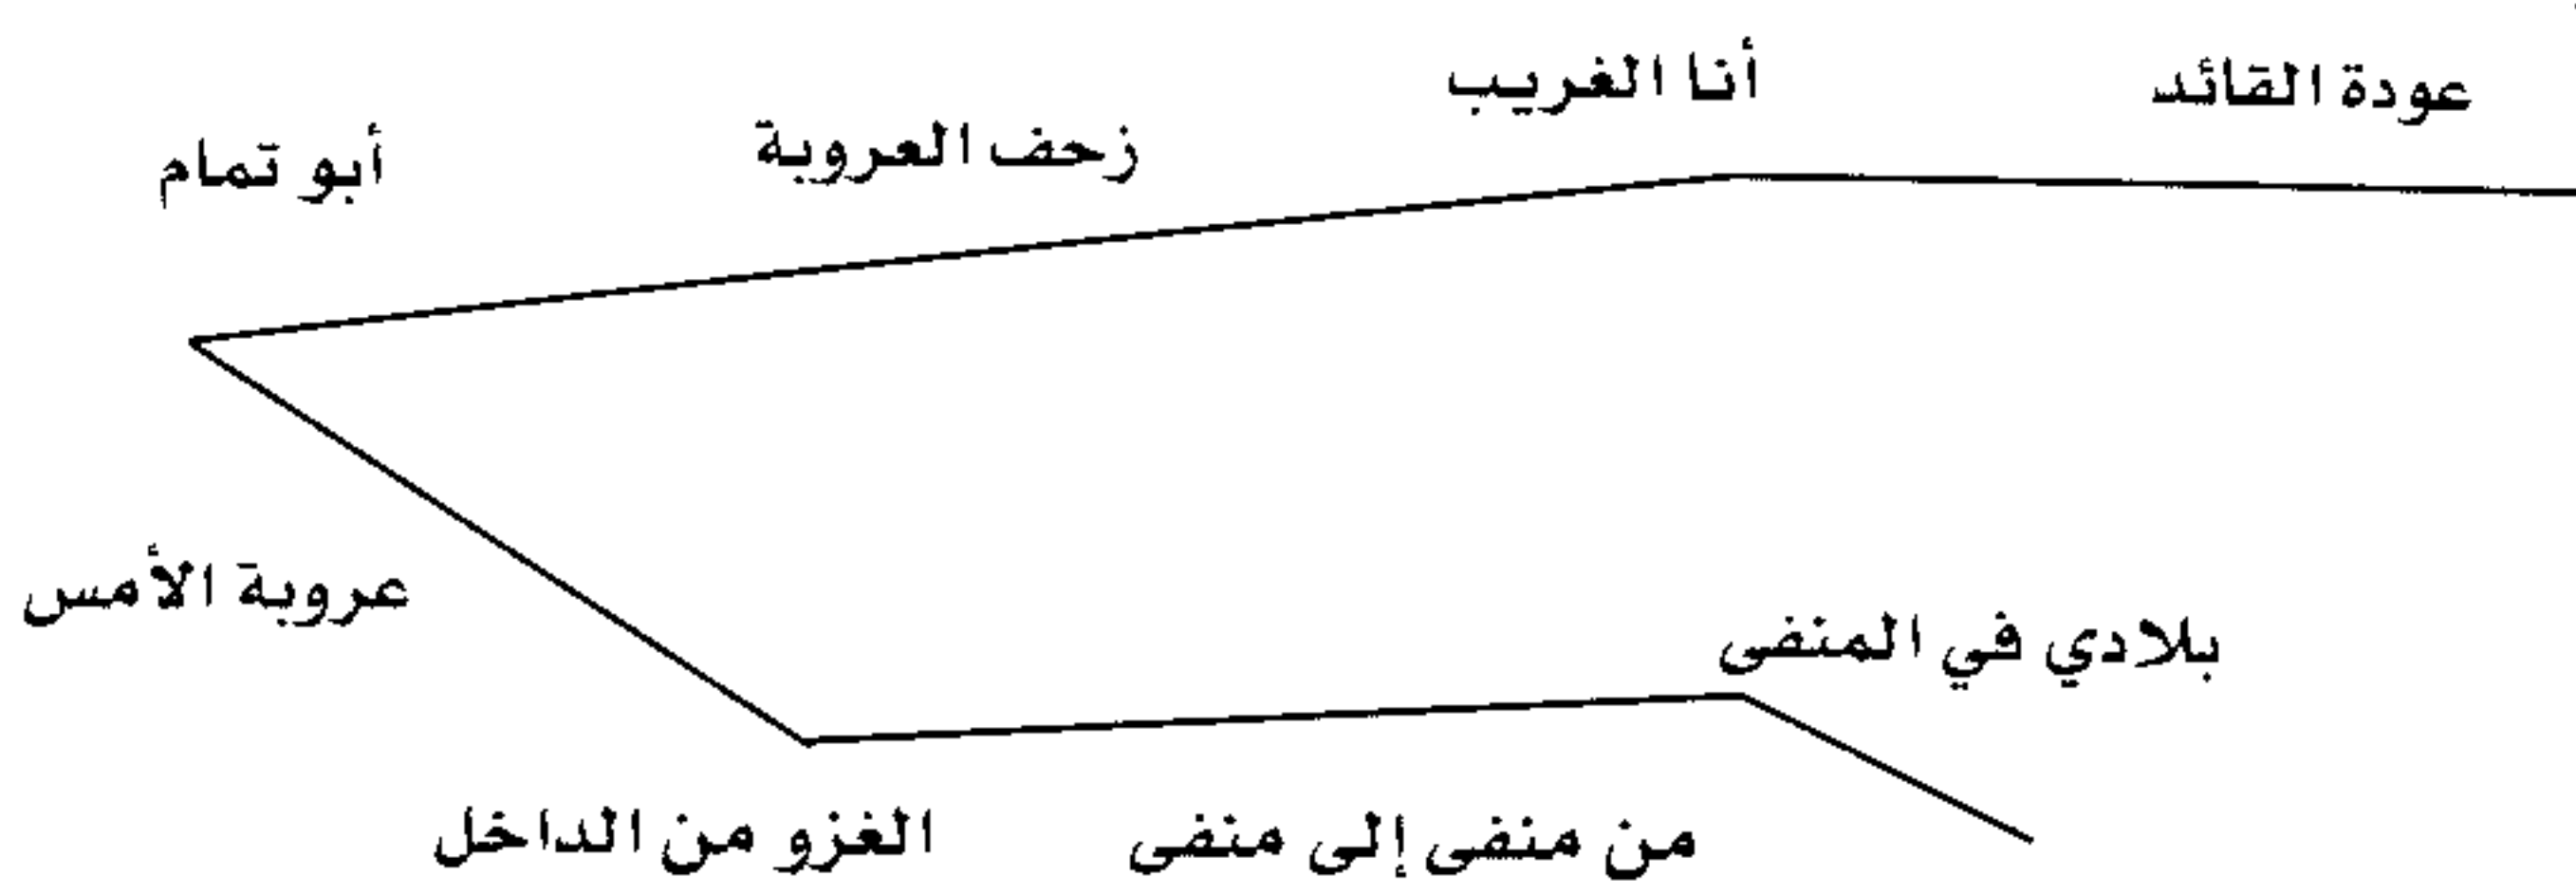 عودة القائد
أنا الغريب
زحف العروبة
أبو تمام
عروبة الأمس
الغزو من الداخل
من منفى إلى منفى
بلادي في المنفى